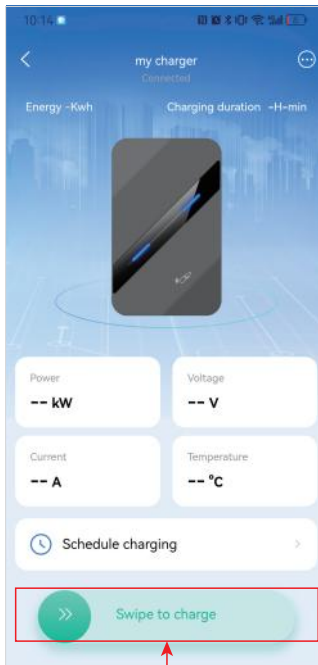 10:14
my charger
Connected
Energy -Kwh Charging duration -H-min
Power
-- kW
Voltage
-- V
Current
-- A
Temperature
-- °C
Schedule charging
Swipe to charge